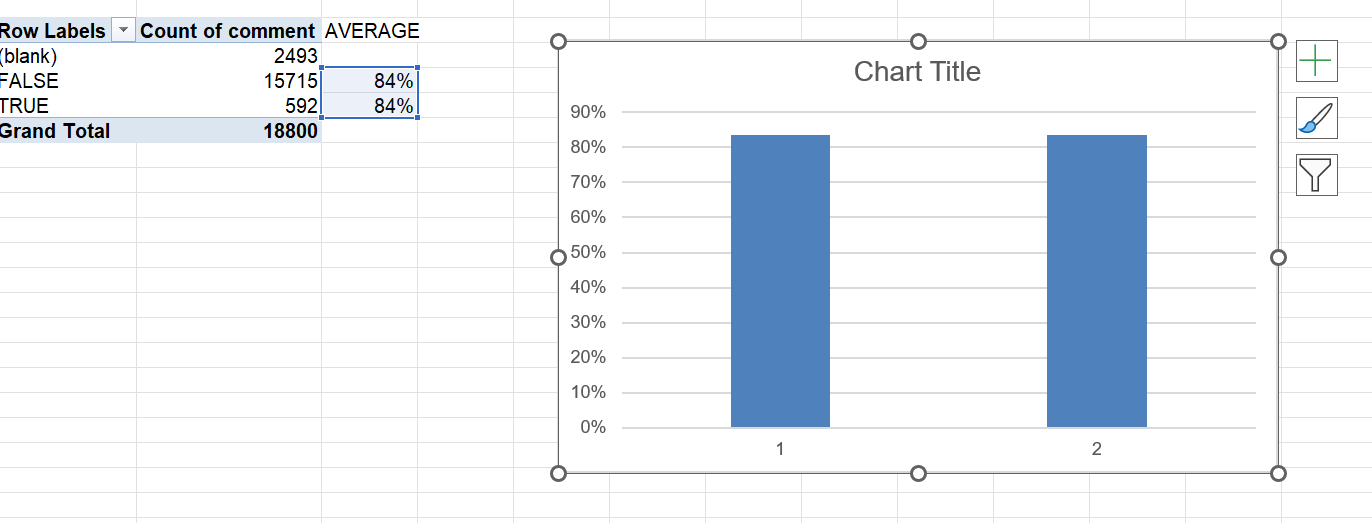 Row Labels Count of comment AVERAGE
(blank) 2493
FALSE 15715 84%
TRUE 592 84%
Grand Total 18800
Chart Title
90%
80%
70%
60%
50%
40%
30%
20%
10%
0%
1 2